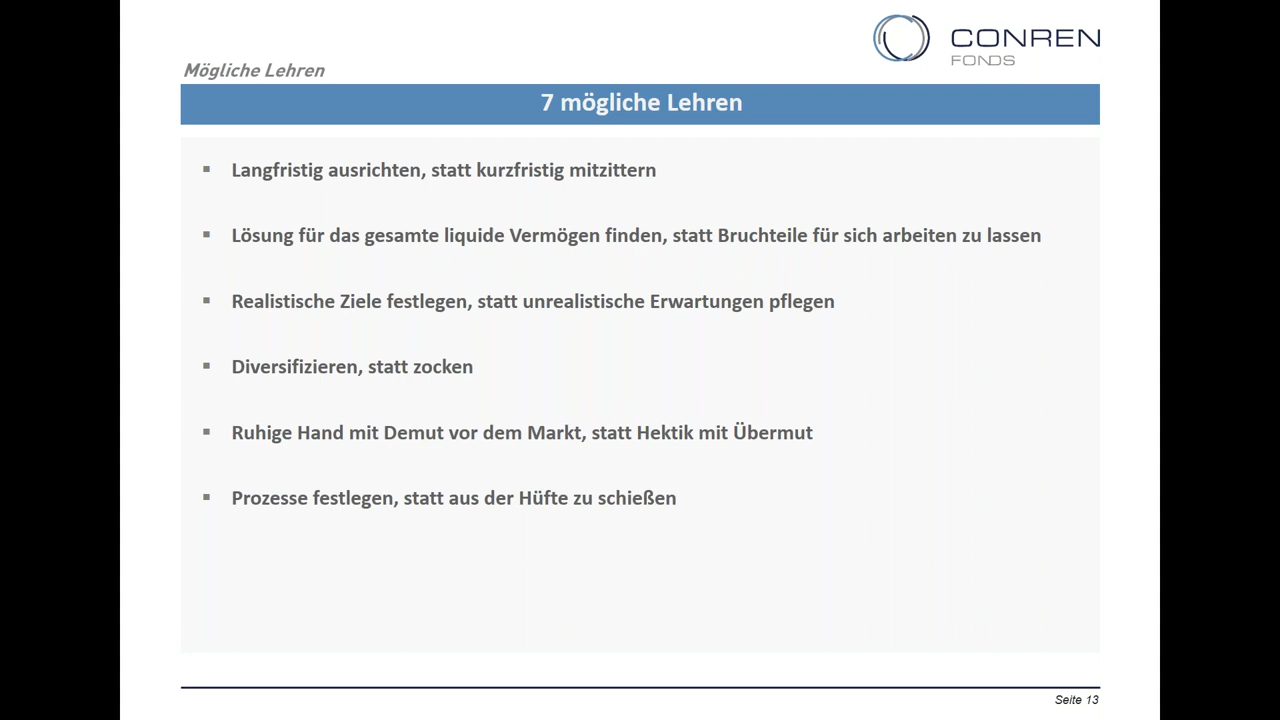 CONREN
FONDS
Mögliche Lehren
7 mögliche Lehren
▪ Langfristig ausrichten, statt kurzfristig mitzittern
▪ Lösung für das gesamte liquide Vermögen finden, statt Bruchteile für sich arbeiten zu lassen
▪ Realistische Ziele festlegen, statt unrealistische Erwartungen pflegen
▪ Diversifizieren, statt zocken
▪ Ruhige Hand mit Demut vor dem Markt, statt Hektik mit Übermut
▪ Prozesse festlegen, statt aus der Hüfte zu schießen
Seite 13